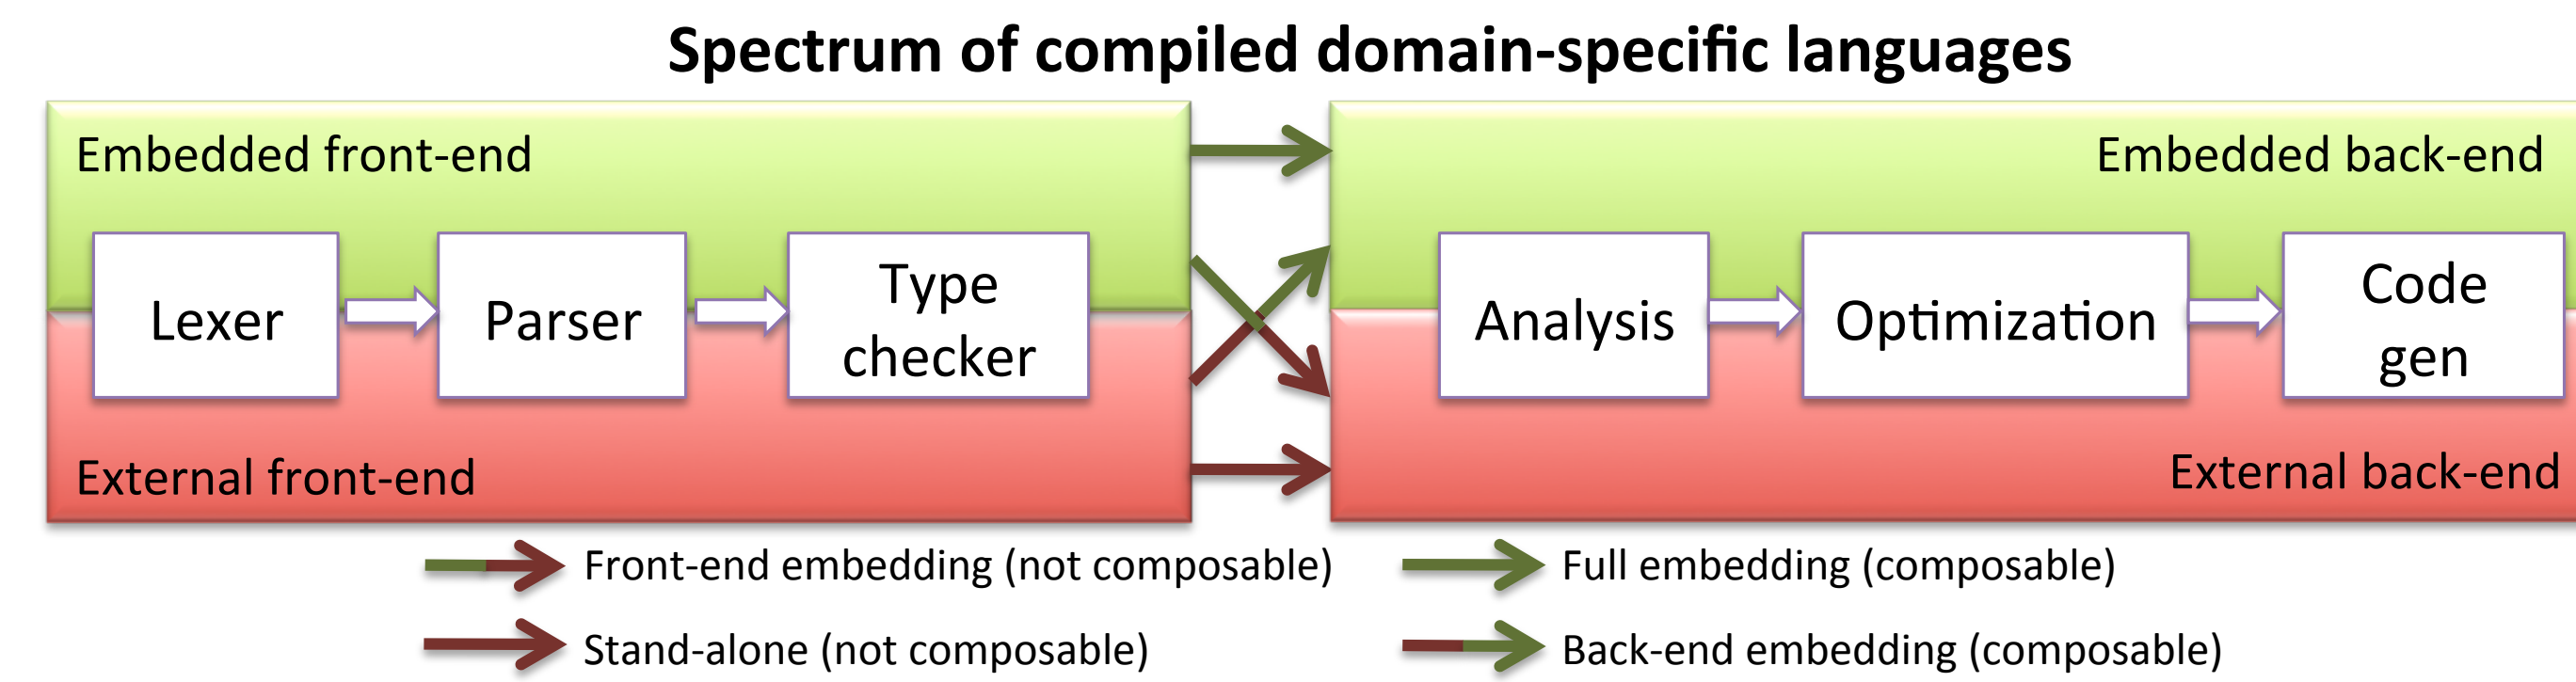 Spectrum of compiled domain-specific languages
Embedded front-end
Embedded back-end
Lexer
Parser
Type
checker
Analysis
Optimization
Code
gen
External front-end
External back-end
Front-end embedding (not composable)
Full embedding (composable)
Stand-alone (not composable)
Back-end embedding (composable)